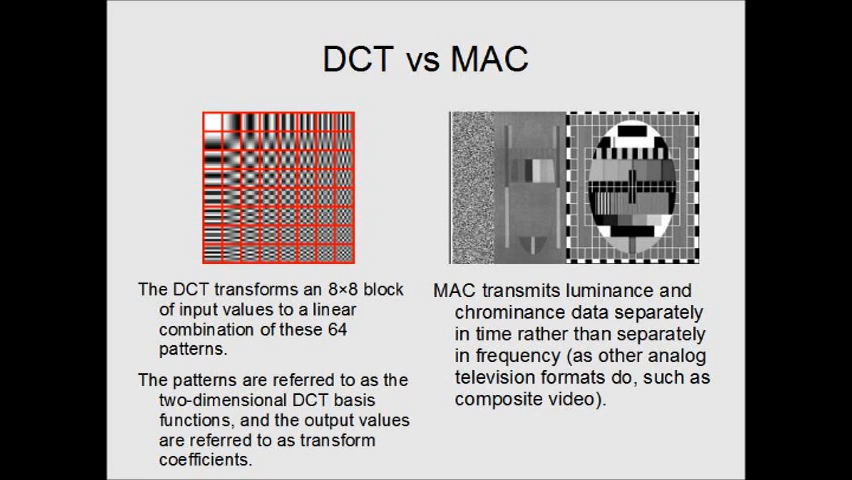 DCT vs MAC
The DCT transforms an 8×8 block
of input values to a linear
combination of these 64
patterns.
The patterns are referred to as the
two-dimensional DCT basis
functions, and the output values
are referred to as transform
coefficients.
MAC transmits luminance and
chrominance data separately
in time rather than separately
in frequency (as other analog
television formats do, such as
composite video).